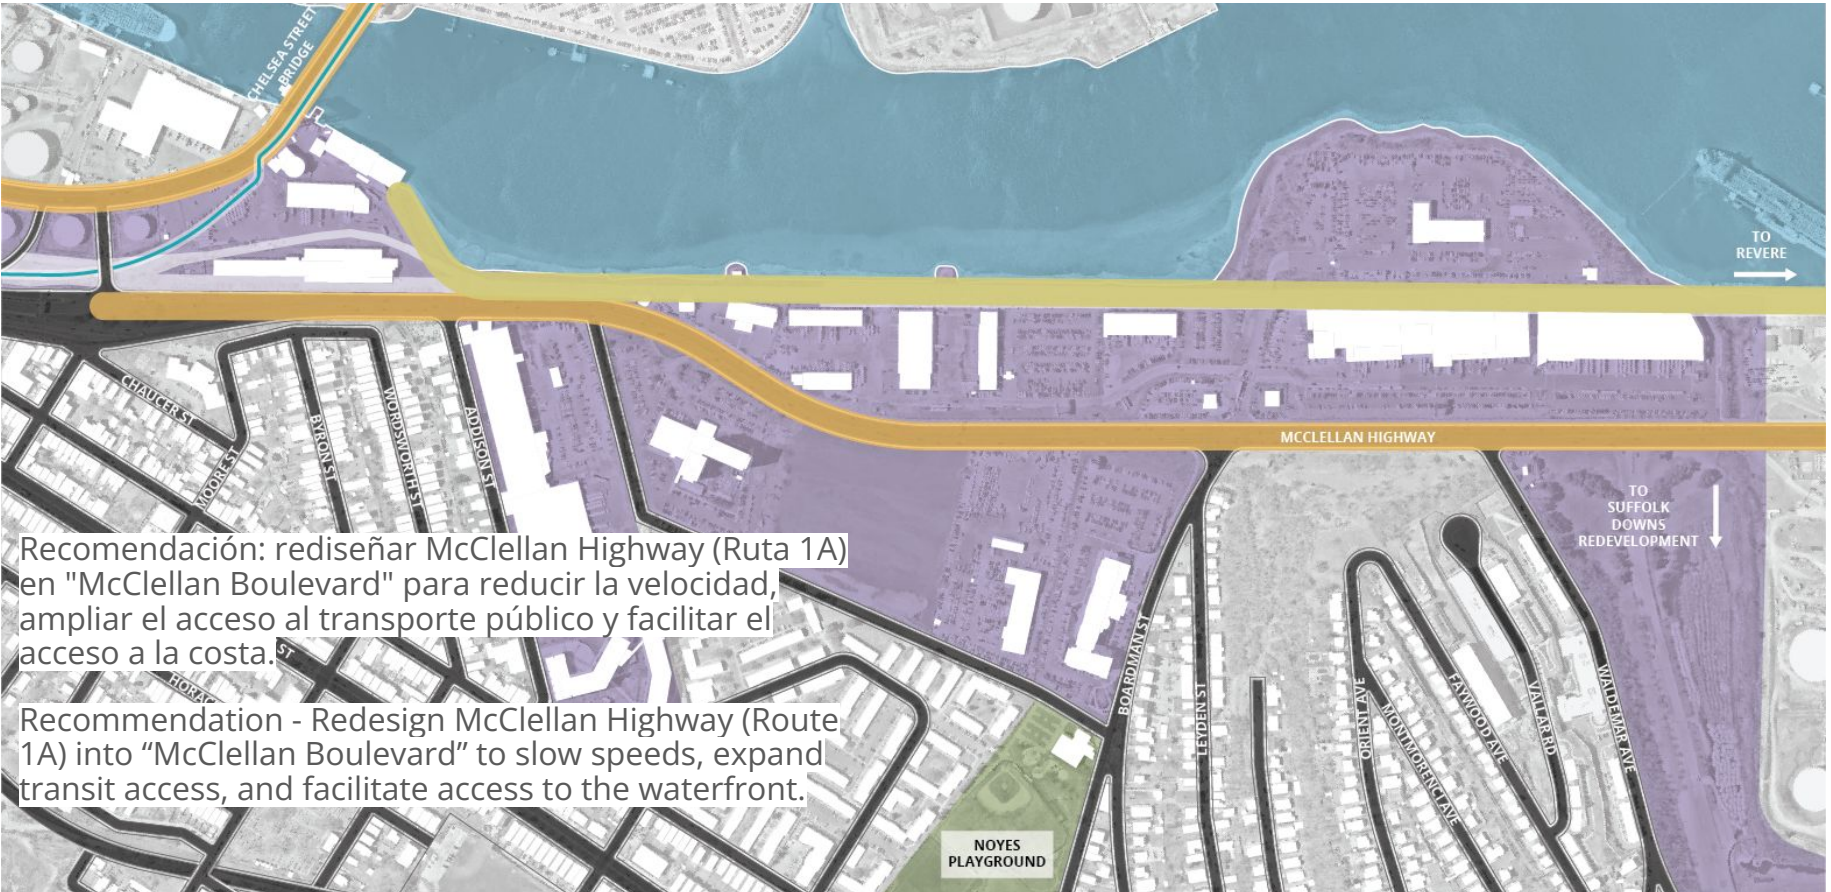 CHELSEA STREET
BRIDGE
TO
REVERE
MCCLELLAN HIGHWAY
CHAUCER ST
MOORE ST
BYRON ST
WORDSWORTH ST
ADDISON ST
TO
SUFFOLK
DOWNS
REDEVELOPMENT
Recomendación: rediseñar McClellan Highway (Ruta 1A)
en "McClellan Boulevard" para reducir la velocidad,
ampliar el acceso al transporte público y facilitar el
acceso a la costa.
ST
Recommendation - Redesign McClellan Highway (Route
1A) into “McClellan Boulevard” to slow speeds, expand
transit access, and facilitate access to the waterfront.
BOARDMAN ST
LEYDEN ST
ORIENT AVE
MONTMORENCI AVE
FAYWOOD AVE
VALLAR RD
WALDEMAR AVE
NOYES
PLAYGROUND